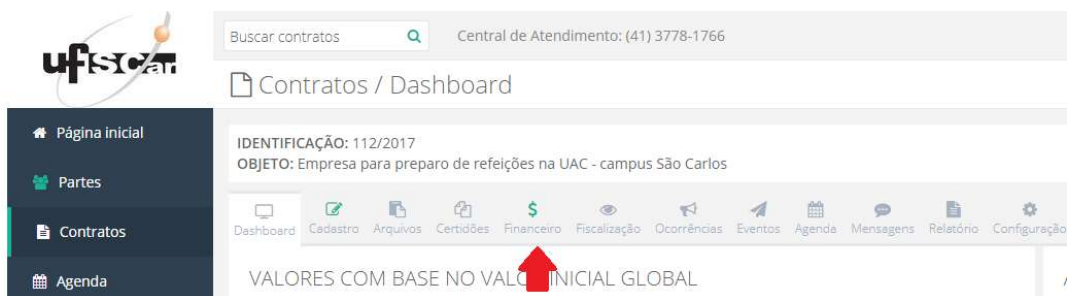 ufscar
Buscar contratos
Central de Atendimento: (41) 3778-1766
Contratos / Dashboard
Página inicial
Partes
Contratos
Agenda
IDENTIFICAÇÃO: 112/2017
OBJETO: Empresa para preparo de refeições na UAC - campus São Carlos
Dashboard Cadastro Arquivos Certidões Financeiro Fiscalização Ocorrências Eventos Agenda Mensagens Relatório Configuração
VALORES COM BASE NO INICIAL GLOBAL